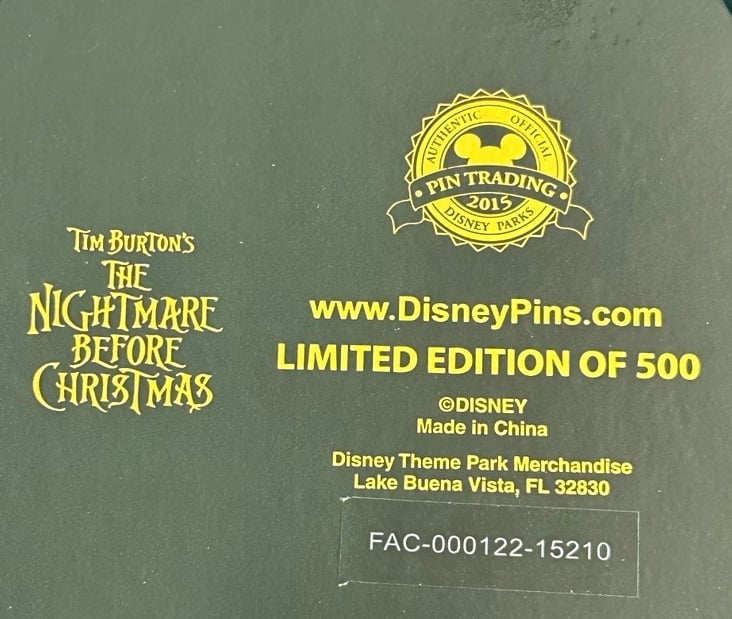 AUTHENTIC OFFICIAL
PIN TRADING
2015
DISNEY PARKS
TIM BURTON'S
THE
NIGHTMARE
BEFORE
CHRISTMAS
www.DisneyPins.com
LIMITED EDITION OF 500
©DISNEY
Made in China
Disney Theme Park Merchandise
Lake Buena Vista, FL 32830
FAC-000122-15210